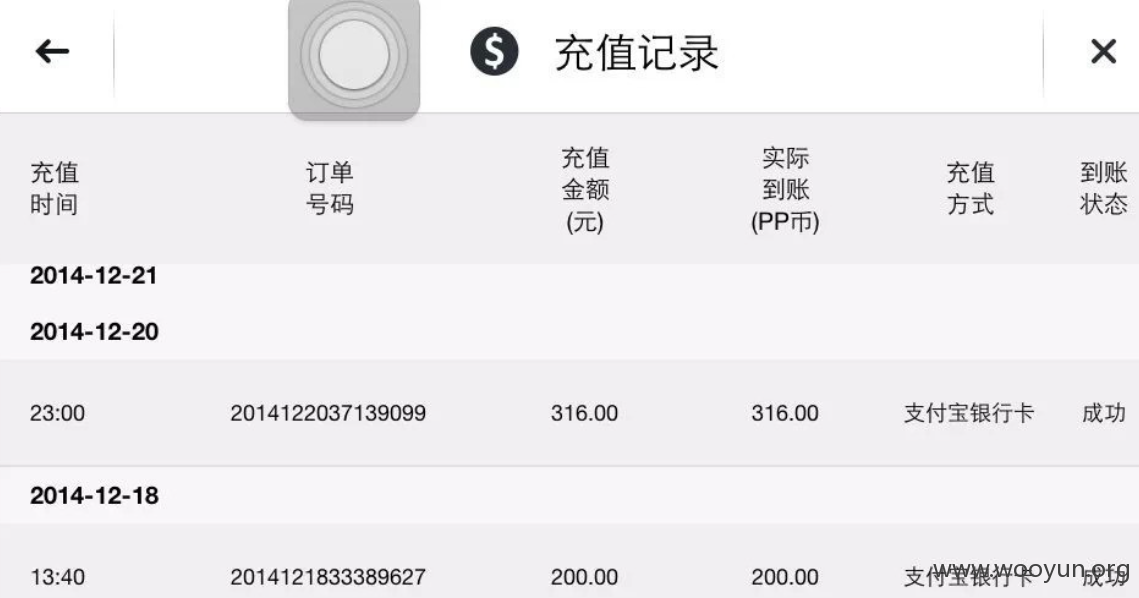 充值记录
充值
时间
订单
号码
充值
金额
(元)
实际
到账
(PP币)
充值
方式
到账
状态
2014-12-21
2014-12-20
23:00 2014122037139099 316.00 316.00 支付宝银行卡 成功
2014-12-18
13:40 2014121833389627 200.00 200.00 支付宝银行卡 成功
www.wooyun.org